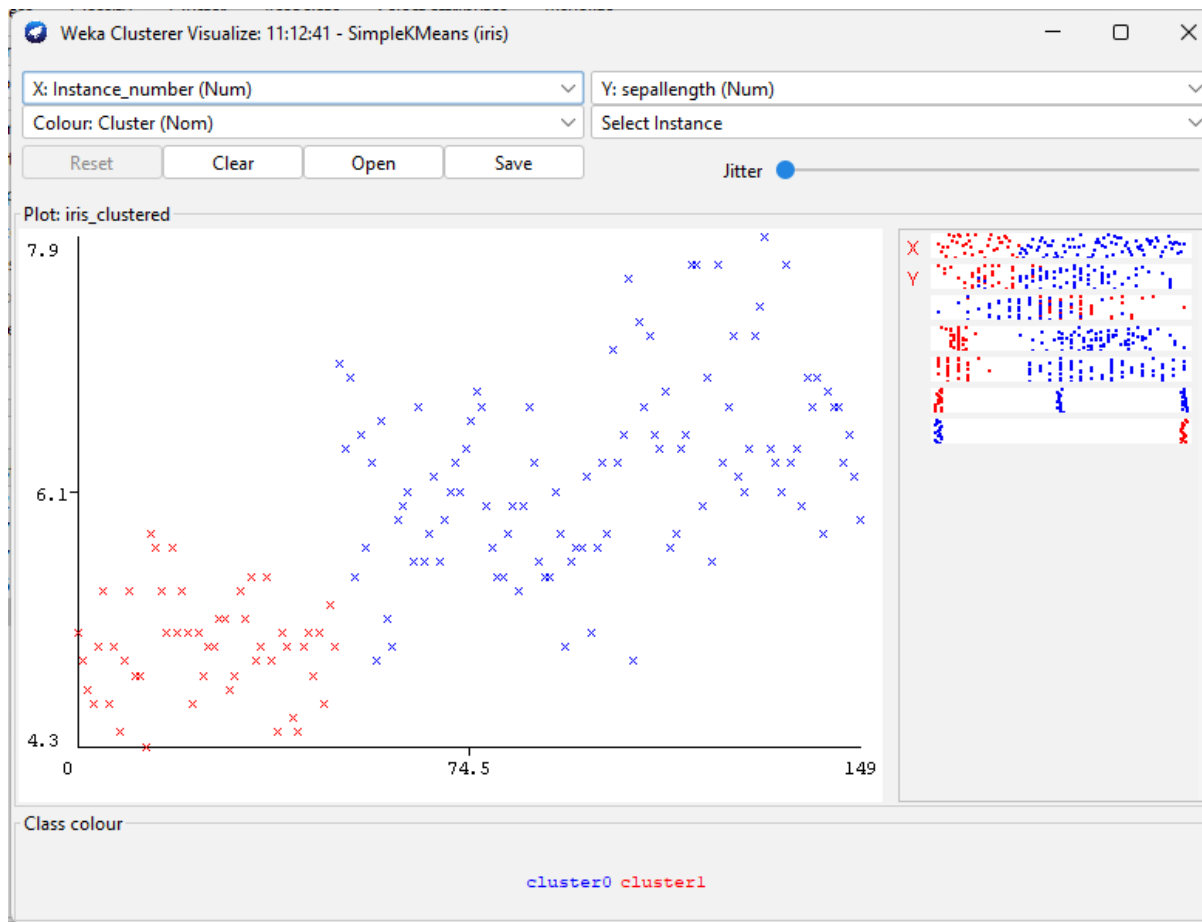 Weka Clusterer Visualize: 11:12:41 - SimpleKMeans (iris)
X: Instance_number (Num) Y: sepallength (Num)
Colour: Cluster (Nom) Select Instance
Reset Clear Open Save Jitter
Plot: iris_clustered
7.9
X
Y
6.1
4.3
0 74.5 149
Class colour
cluster0 cluster1